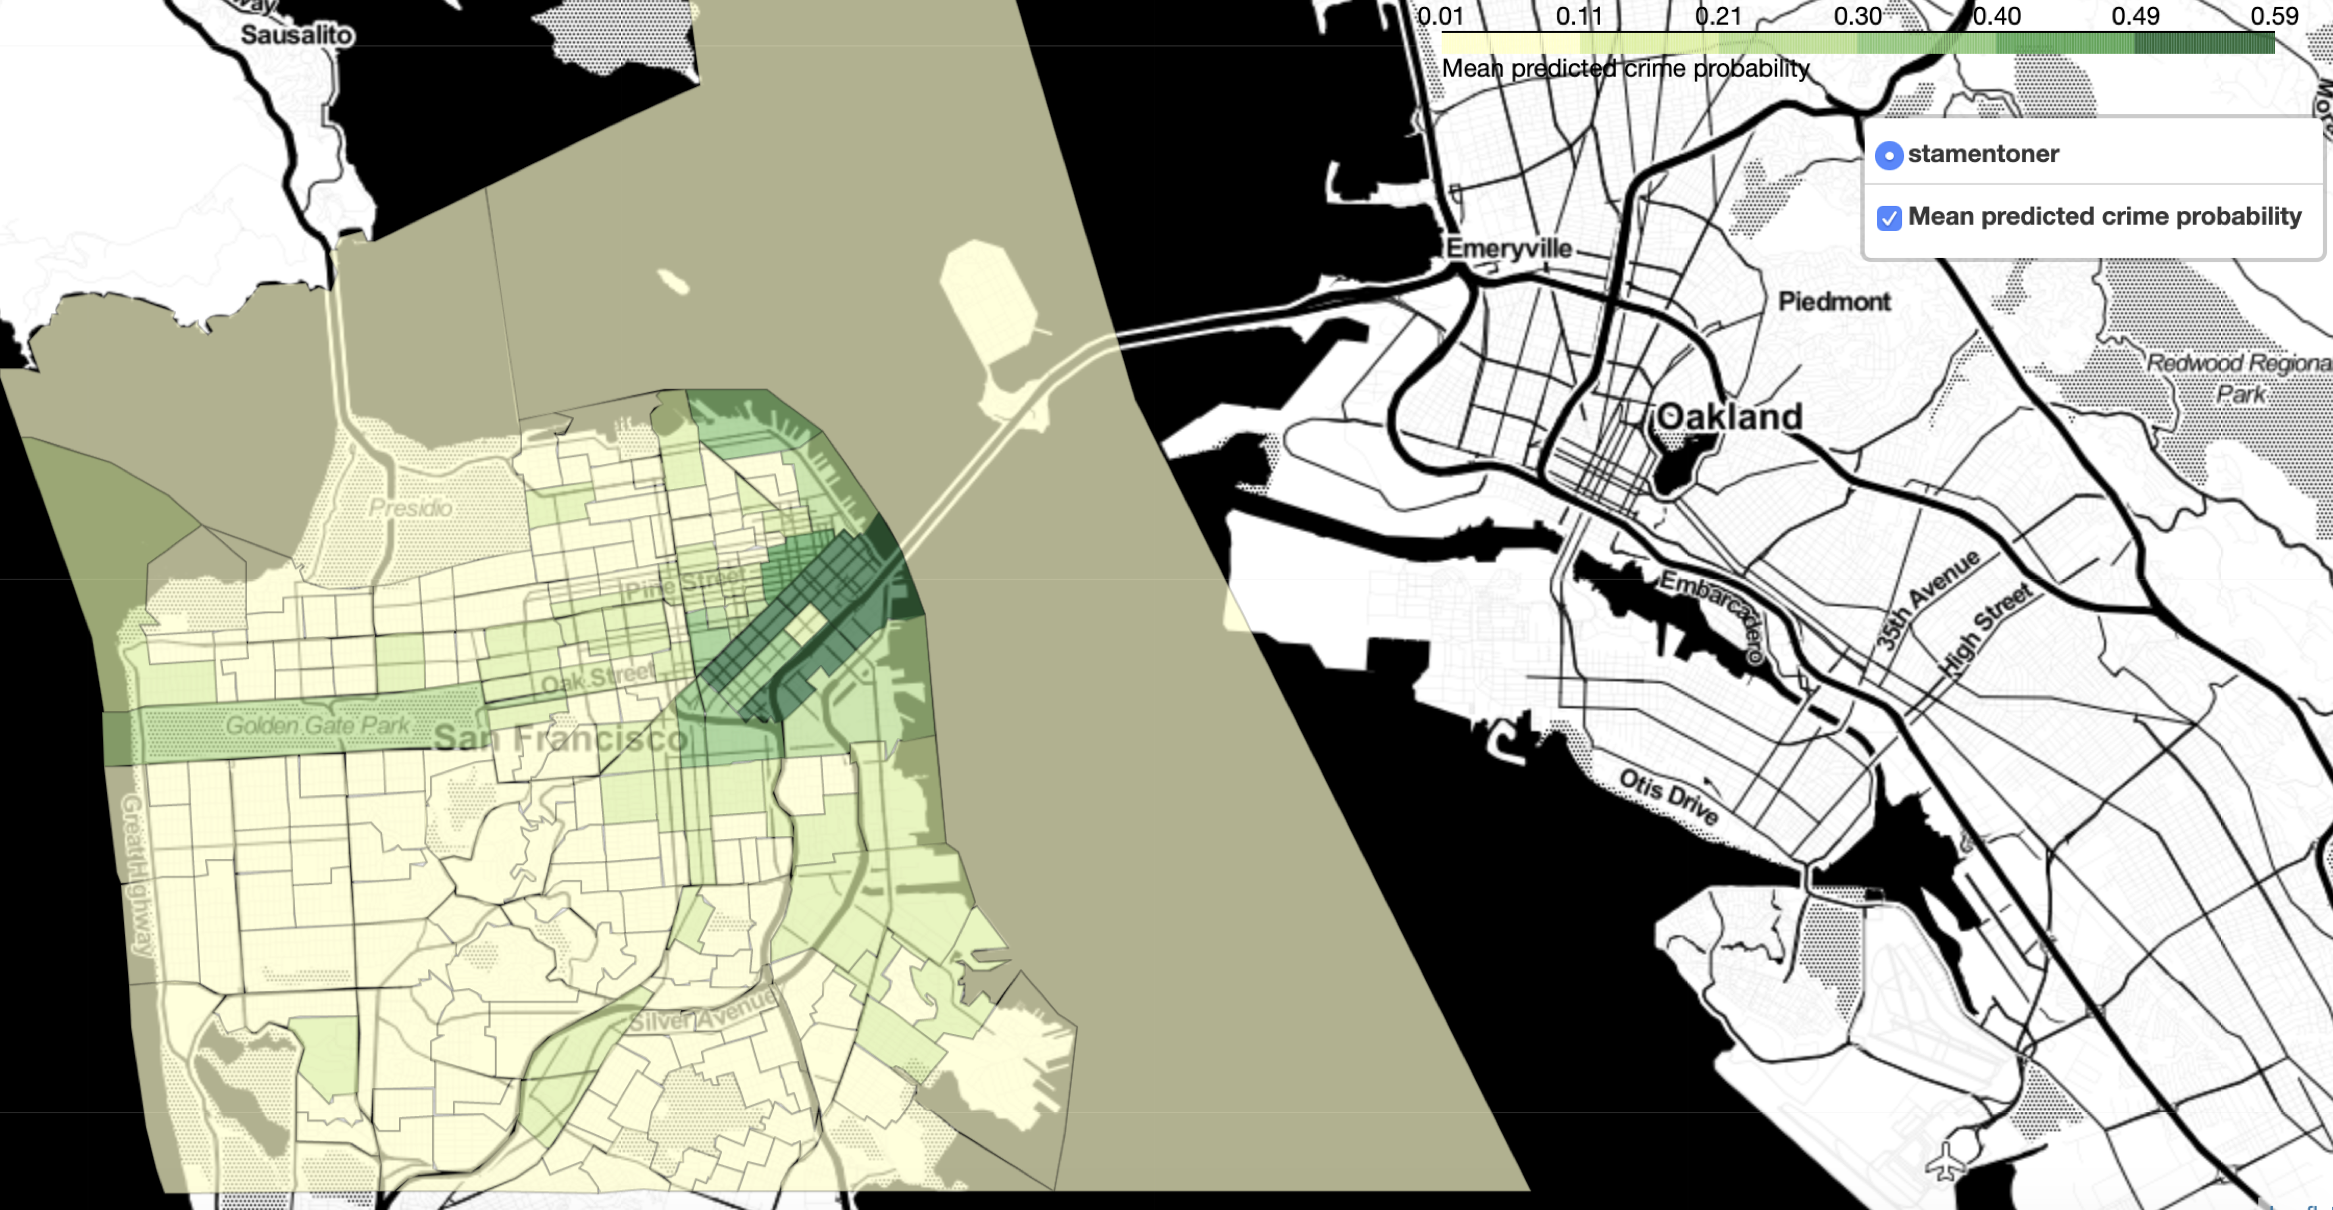 0.01 0.11 0.21 0.30 0.40 0.49 0.59
Mean predicted crime probability
Sausalito
stamentoner
Mean predicted crime probability
Emeryville
Piedmont
Redwood Regiona
Park
Oakland
Presidio
Pine Street
35th Avenue
High Street
Embarcadero
Oak Street
Golden Gate Park
San Francisco
Otis Drive
Great Highway
Silver Avenue